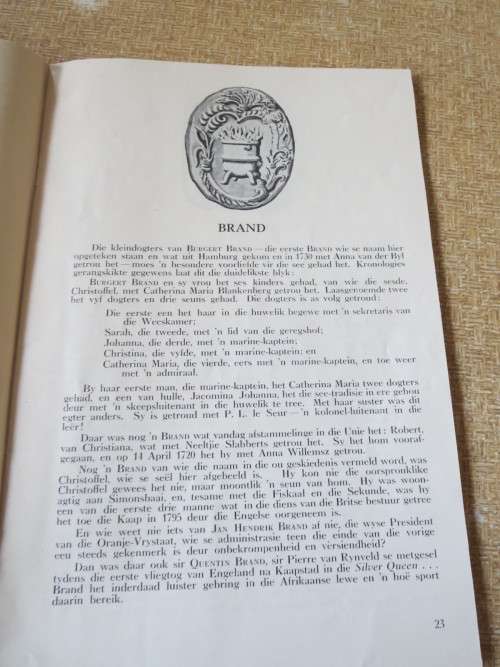 BRAND
Die kleindogters van BURGERT BRAND — die eerste BRAND wie se naam hier
opgeteken staan en wat uit Hamburg gekom en in 1730 met Anna van der Byl
getrou het — moes 'n besondere voorliefde vir die see gehad het. Kronologies
gerangskikte gegewens laat dit die duidelikste blyk:
BURGERT BRAND en sy vrou het ses kinders gehad, van wie die sesde,
Christoffel, met Catherina Maria Blankenberg getrou het. Laasgenoemde twee
het vyf dogters en drie seuns gehad. Die dogters is as volg getroud:
Die eerste een het haar in die huwelik begewe met 'n sekretaris van
die Weeskamer;
Sarah, die tweede, met 'n lid van die geregshof;
Johanna, die derde, met 'n marine-kaptein;
Christina, die vyfde, met 'n marine-kaptein; en
Catherina Maria, die vierde, eers met 'n marine-kaptein, en toe weer
met 'n admiraal.
By haar eerste man, die marine-kaptein, het Catherina Maria twee dogters
gehad, en een van hulle, Jacomina Johanna, het die see-tradisie in ere gehou
deur met 'n skeepsluitenant in die huwelik te tree. Met haar suster was dit
egter anders. Sy is getroud met P. L. le Seur — 'n kolonel-luitenant in die
leër!
Daar was nog 'n BRAND wat vandag afstammelinge in die Unie het: Robert,
van Christiana, wat met Neeltjie Slabberts getrou het. Sy het hom vooraf-
gegaan, en op 14 April 1720 het hy met Anna Willemsz getrou.
Nog 'n BRAND van wie die naam in die ou geskiedenis vermeld word, was
Christoffel, wie se seël hier afgebeeld is. Hy kon nie die oorspronklike
Christoffel gewees het nie, maar moontlik 'n seun van hom. Hy was woon-
agtig aan Simonsbaai, en, tesame met die Fiskaal en die Sekunde, was hy
een van die eerste drie manne wat in die diens van die Britse bestuur getree
het toe die Kaap in 1795 deur die Engelse oorgeneem is.
En wie weet nie iets van JAN HENDRIK BRAND af nie, die wyse President
van die Oranje-Vrystaat, wie se administrasie teen die einde van die vorige
eeu steeds gekenmerk is deur onbekrompenheid en versiendheid?
Dan was daar ook sir QUENTIN BRAND, sir Pierre van Ryneveld se metgesel
tydens die eerste vliegtog van Engeland na Kaapstad in die Silver Queen . . .
Brand het inderdaad luister gebring in die Afrikaanse lewe en 'n hoë sport
daarin bereik.
23